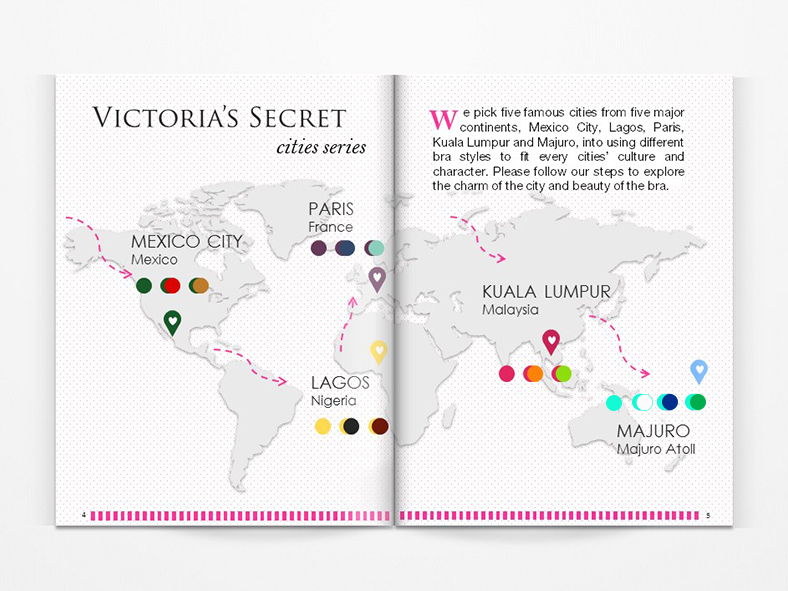 VICTORIA'S SECRET
cities series
PARIS
France
MEXICO CITY
Mexico
LAGOS
Nigeria
4
We pick five famous cities from five major
continents, Mexico City, Lagos, Paris,
Kuala Lumpur and Majuro, into using different
bra styles to fit every cities' culture and
character. Please follow our steps to explore
the charm of the city and beauty of the bra.
KUALA LUMPUR
Malaysia
MAJURO
Majuro Atoll
5